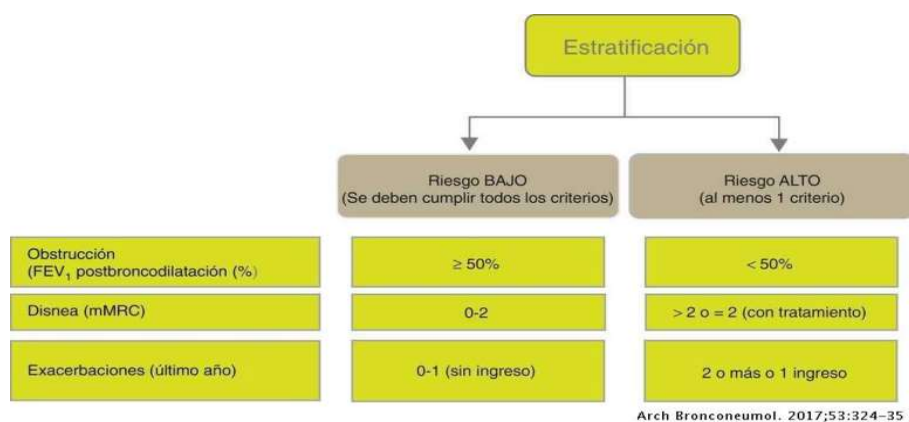 Estratificación
Riesgo BAJO
(Se deben cumplir todos los criterios)
Riesgo ALTO
(al menos 1 criterio)
Obstrucción
(FEV₁ postbroncodilatación (%)
≥ 50%
< 50%
Disnea (mMRC)
0-2
> 2 o = 2 (con tratamiento)
Exacerbaciones (último año)
0-1 (sin ingreso)
2 o más o 1 ingreso
Arch Bronconeumol. 2017;53:324–35